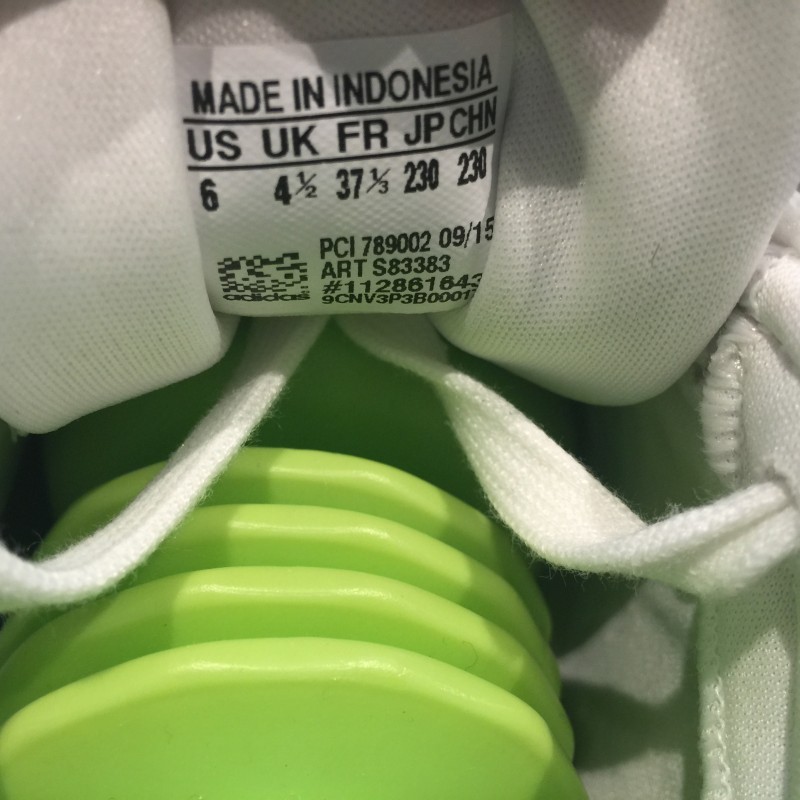 MADE IN INDONESIA
US UK FR JP CHN
6 4½ 37⅓ 230 230
PCI 789002 09/15
ART S83383
#112861643
9CNV3P3B0001
adidas